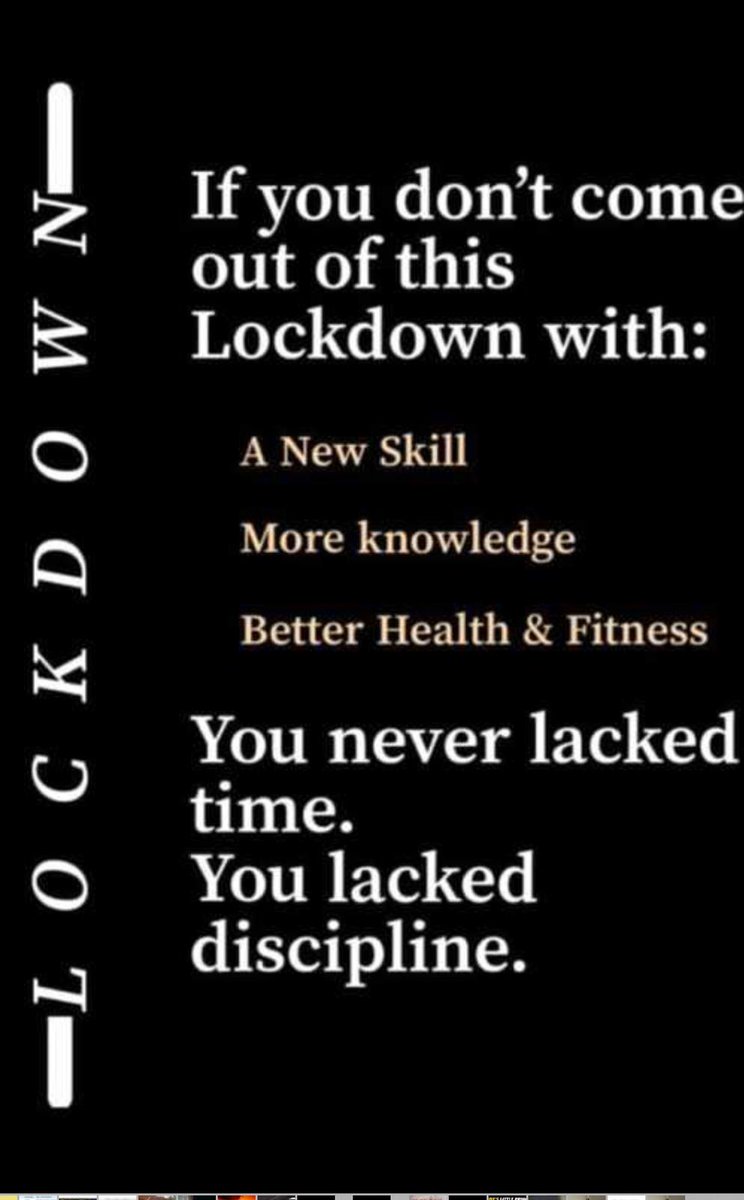 LOCKDOWN
If you don’t come
out of this
Lockdown with:
A New Skill
More knowledge
Better Health & Fitness
You never lacked
time.
You lacked
discipline.